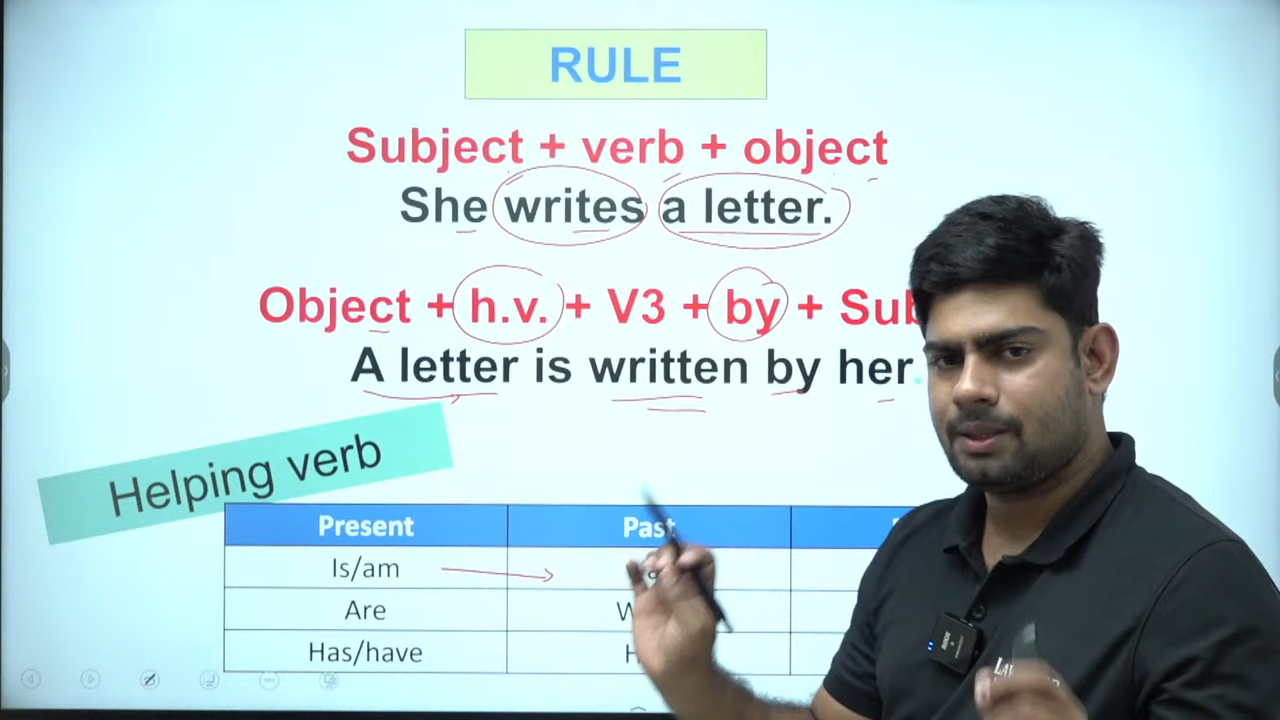 RULE
Subject + verb + object
She writes a letter.
Object + h.v. + V3 + by + Sub
A letter is written by her.
Helping verb
Present Past
Is/am
Are
Has/have